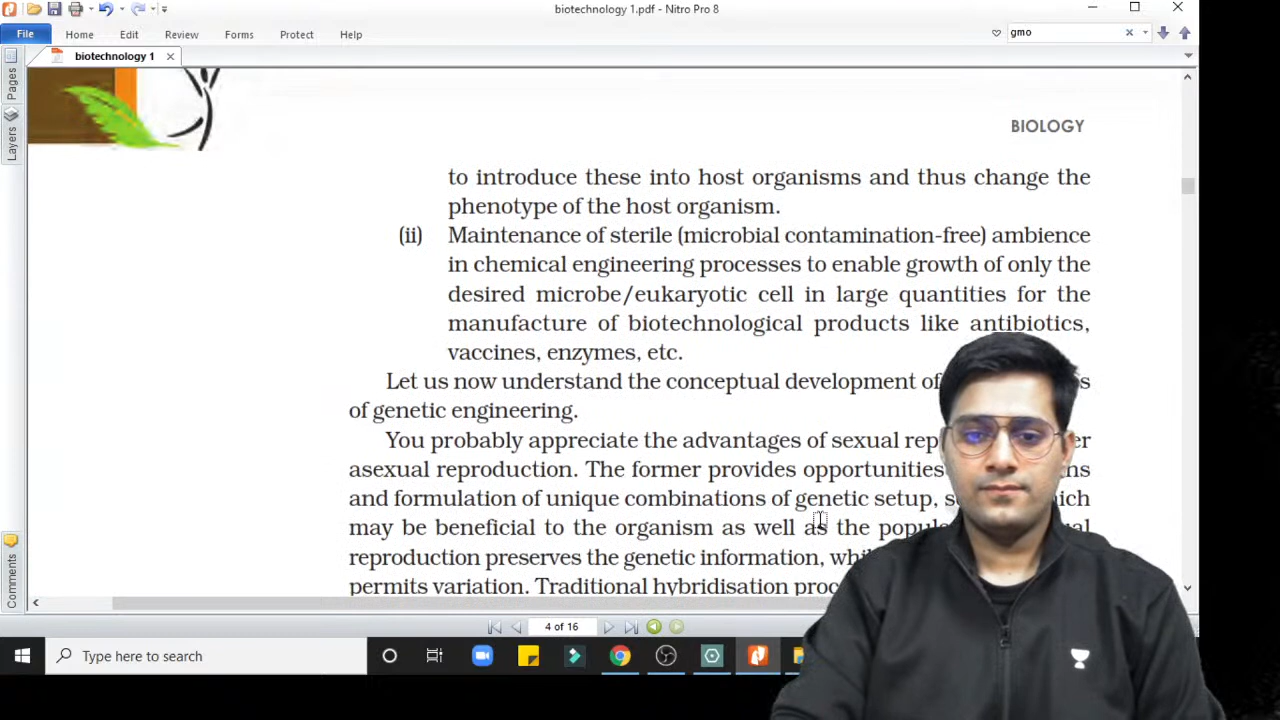 biotechnology 1.pdf - Nitro Pro 8
File Home Edit Review Forms Protect Help
gmo
biotechnology 1
Pages
Layers
BIOLOGY
to introduce these into host organisms and thus change the
phenotype of the host organism.
(ii) Maintenance of sterile (microbial contamination-free) ambience
in chemical engineering processes to enable growth of only the
desired microbe/eukaryotic cell in large quantities for the
manufacture of biotechnological products like antibiotics,
vaccines, enzymes, etc.
Let us now understand the conceptual development of
of genetic engineering.
You probably appreciate the advantages of sexual
asexual reproduction. The former provides opportunities
and formulation of unique combinations of genetic setup,
may be beneficial to the organism as well as the
reproduction preserves the genetic information,
permits variation. Traditional hybridisation
Comments
4 of 16
Type here to search